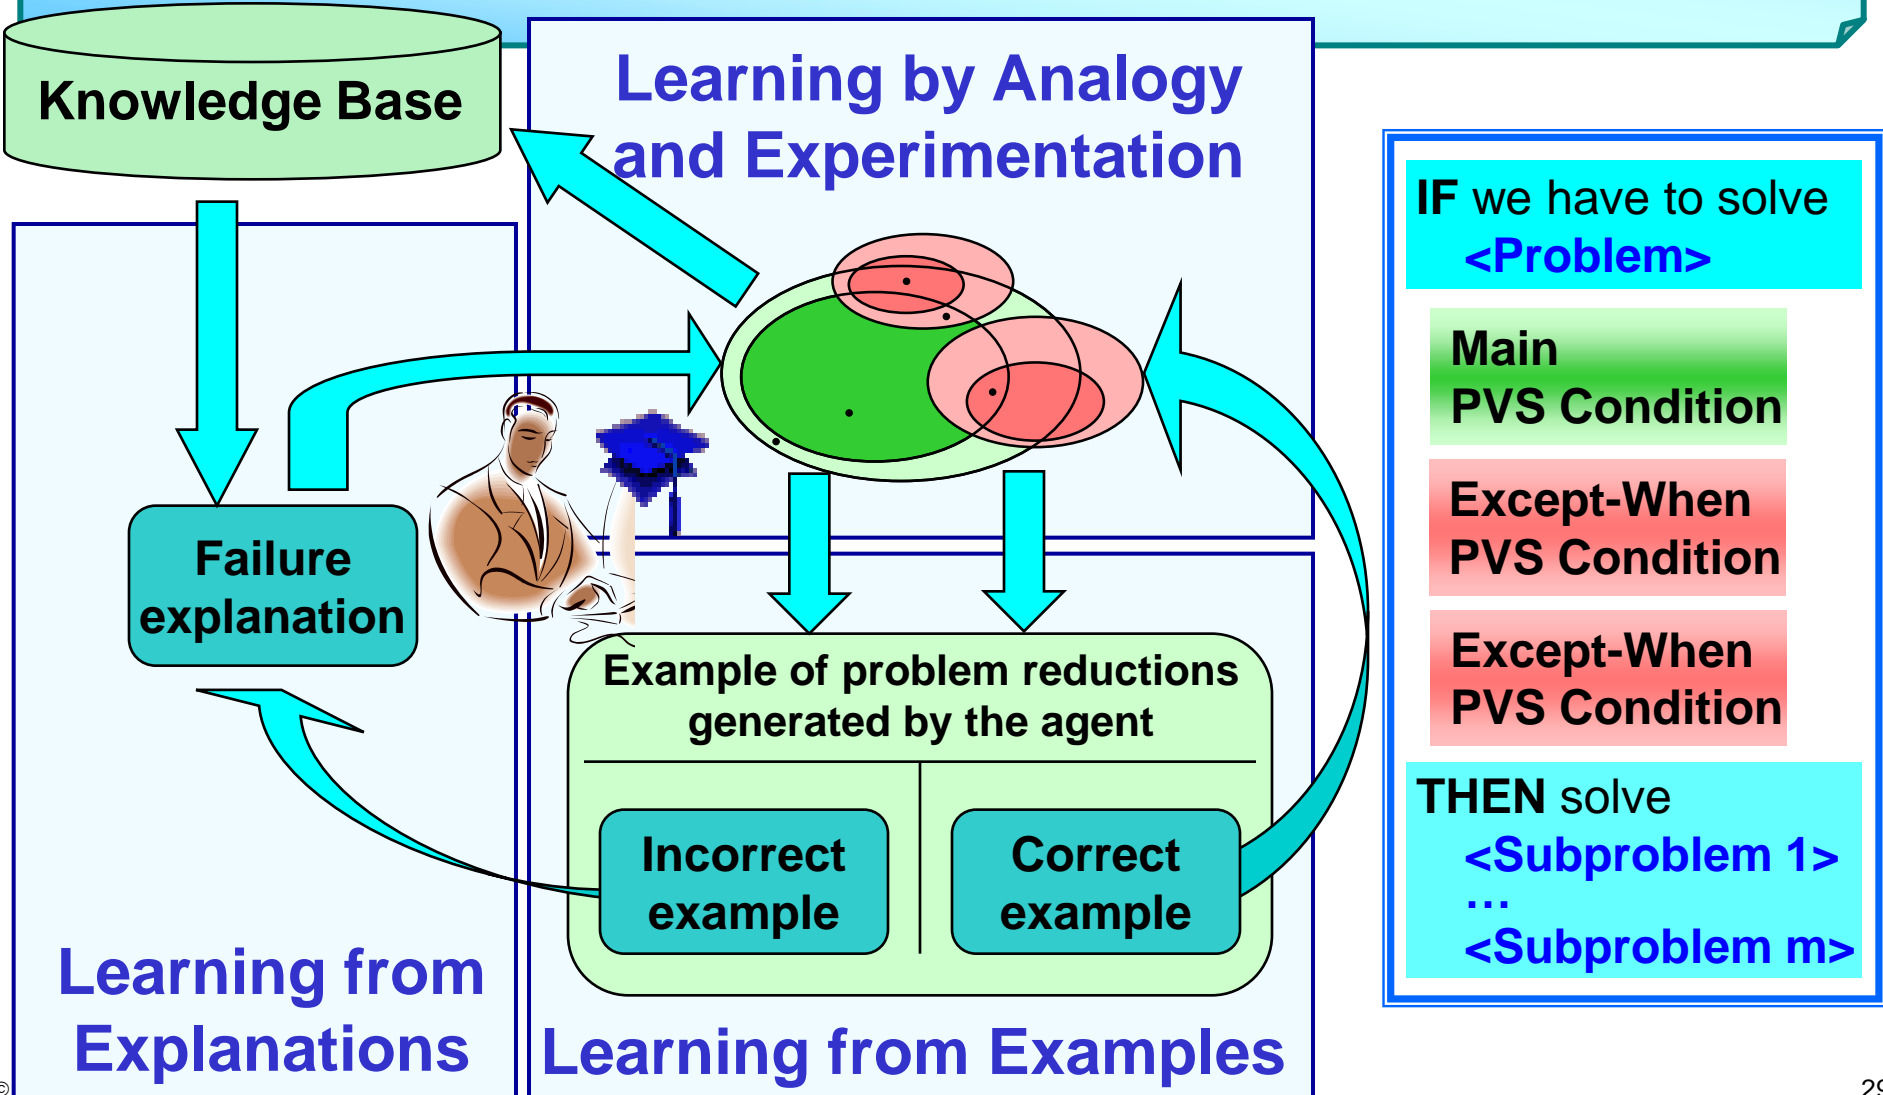 Knowledge Base
Learning by Analogy
and Experimentation
Failure
explanation
Example of problem reductions
generated by the agent
Incorrect
example
Correct
example
Learning from
Explanations
Learning from Examples
IF we have to solve
<Problem>
Main
PVS Condition
Except-When
PVS Condition
Except-When
PVS Condition
THEN solve
<Subproblem 1>
…
<Subproblem m>
©
29